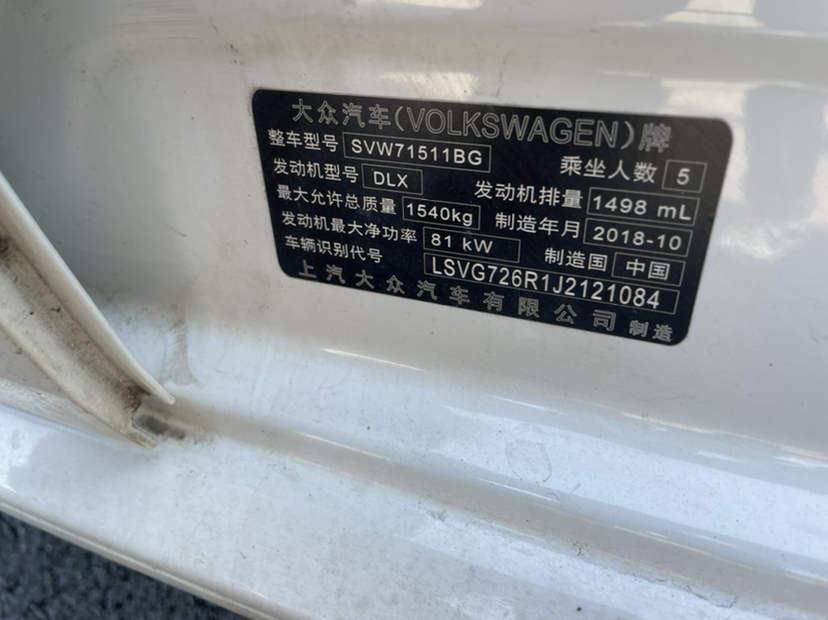 大众汽车(VOLKSWAGEN)牌
整车型号 SVW71511BG 乘坐人数 5
发动机型号 DLX 发动机排量 1498 mL
最大允许总质量 1540kg 制造年月 2018-10
发动机最大净功率 81 kW 制造国 中国
车辆识别代号 LSVG726R1J2121084
上汽大众汽车有限公司 制造